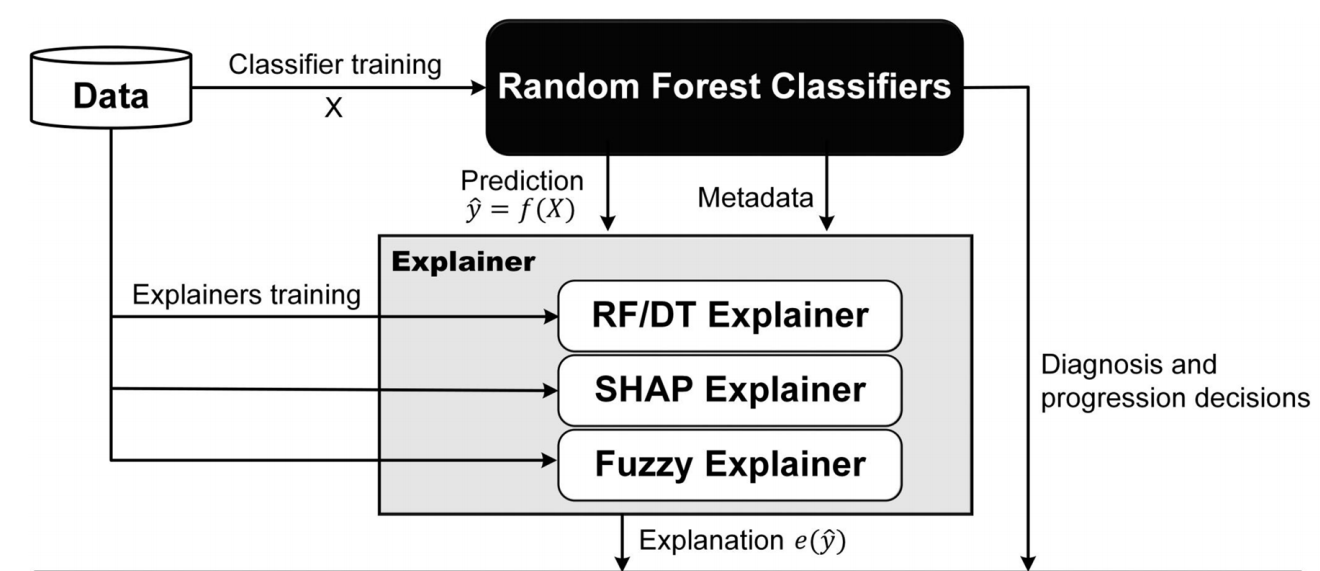 Data
Classifier training
X
Random Forest Classifiers
Prediction
ŷ = f(X)
Metadata
Explainer
Explainers training
RF/DT Explainer
SHAP Explainer
Fuzzy Explainer
Diagnosis and
progression decisions
Explanation e(ŷ)